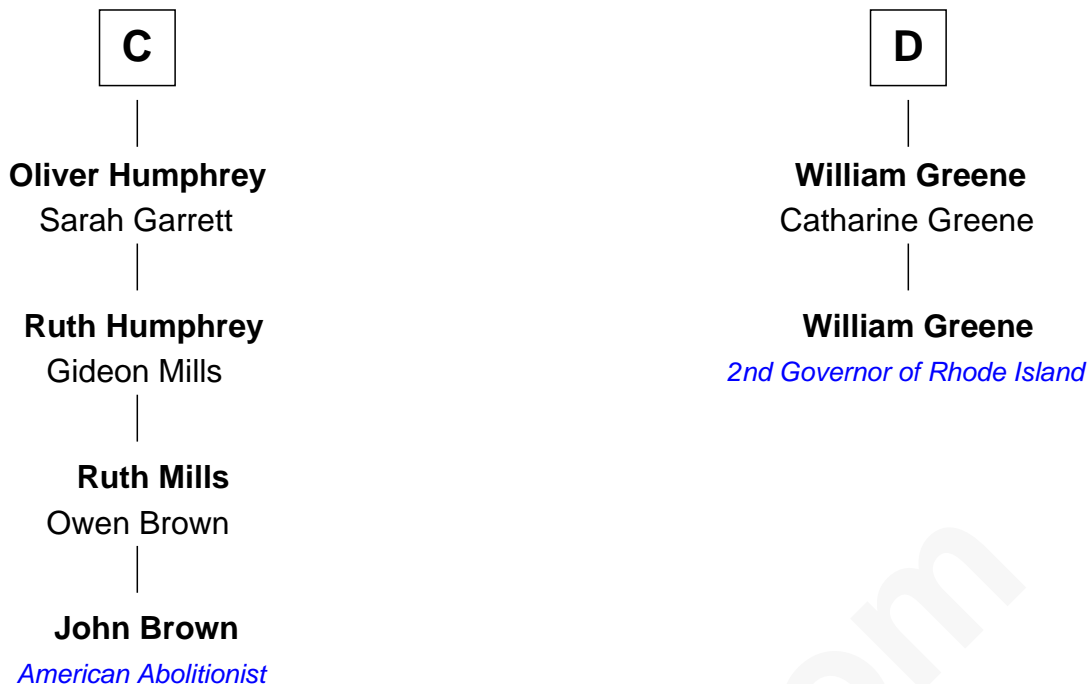 C
Oliver Humphrey
Sarah Garrett
Ruth Humphrey
Gideon Mills
Ruth Mills
Owen Brown
John Brown
American Abolitionist
D
William Greene
Catharine Greene
William Greene
2nd Governor of Rhode Island